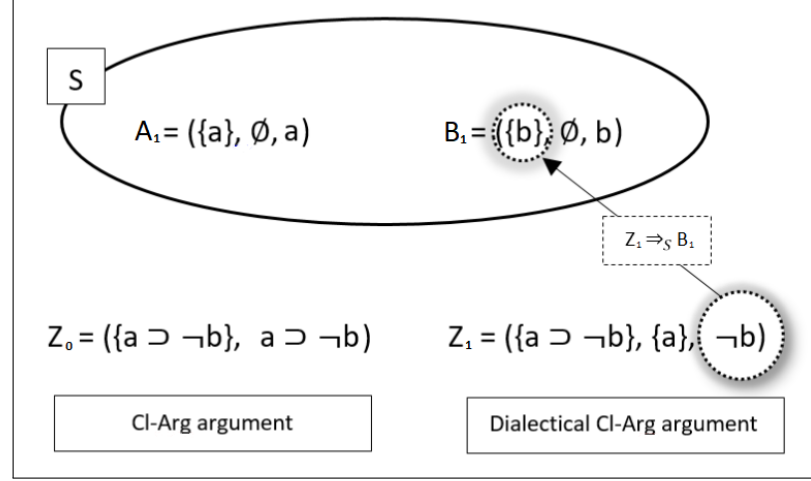 S
A₁= ({a}, Ø, a)
B₁= ({b}, Ø, b)
Z₁ ⇒S B₁
Z₀ = ({a ⊃ ¬b}, a ⊃ ¬b)
Z₁ = ({a ⊃ ¬b}, {a}, ¬b)
Cl-Arg argument
Dialectical Cl-Arg argument